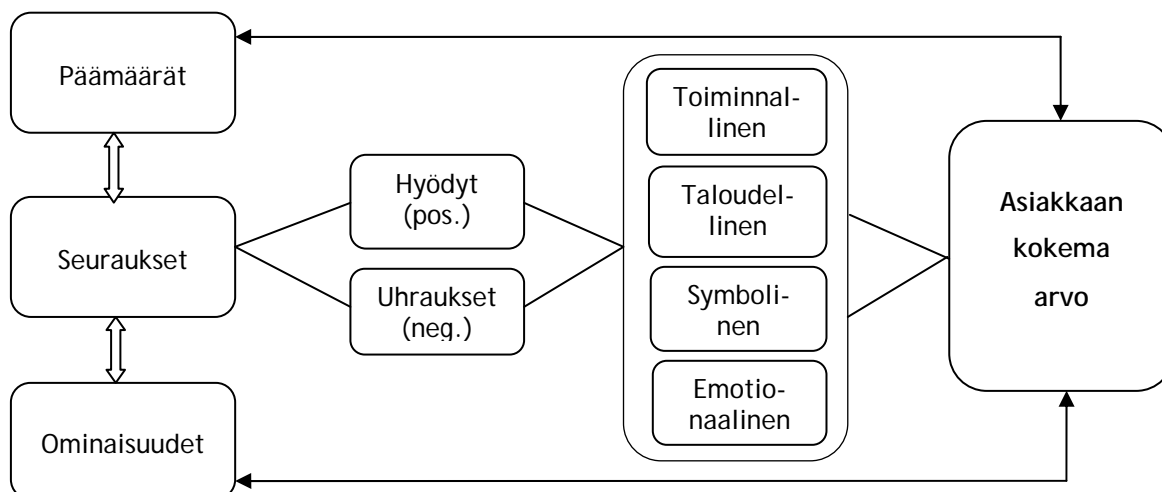 Päämäärät
Seuraukset
Ominaisuudet
Hyödyt
(pos.)
Uhraukset
(neg.)
Toiminnal-
linen
Taloudel-
linen
Symboli-
nen
Emotio-
naalinen
Asiakkaan
kokema
arvo